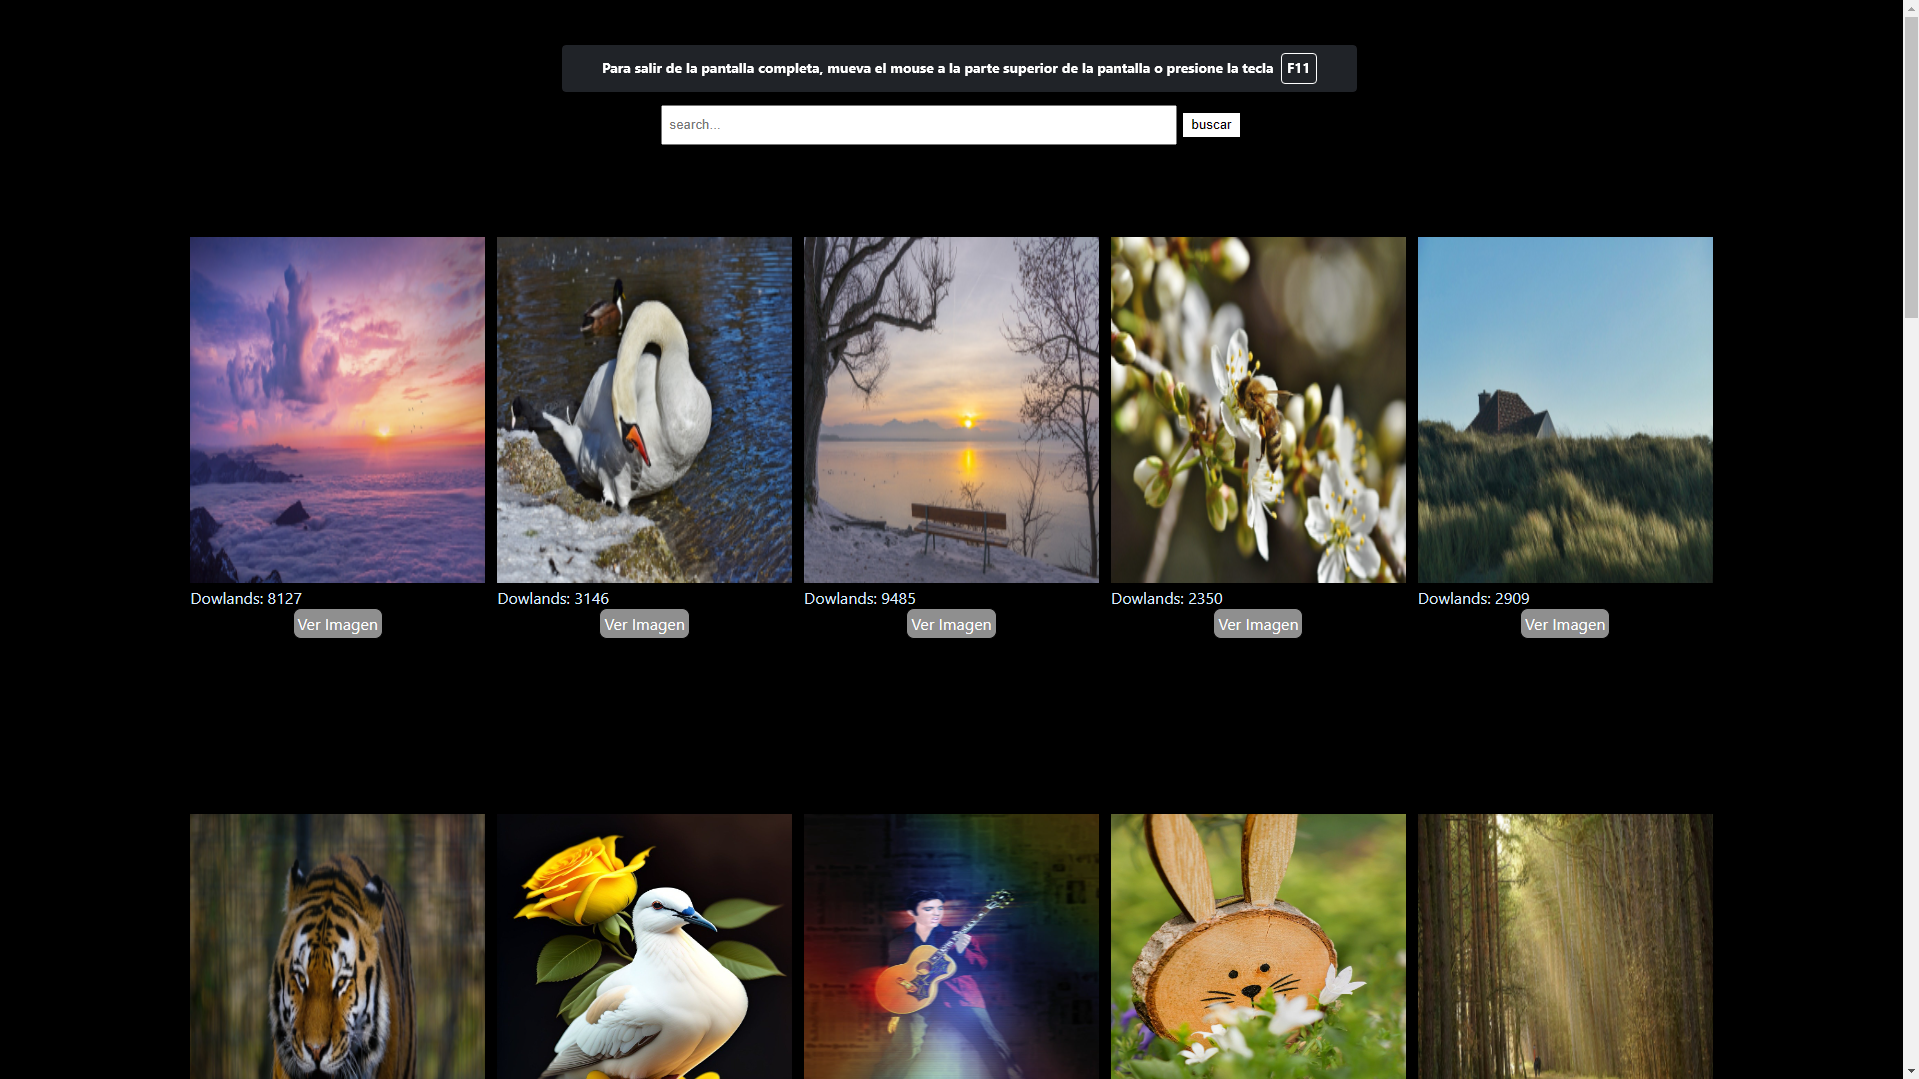 Para salir de la pantalla completa, mueva el mouse a la parte superior de la pantalla o presione la tecla F11
search... buscar
Dowlands: 8127 Dowlands: 3146 Dowlands: 9485 Dowlands: 2350 Dowlands: 2909
Ver Imagen Ver Imagen Ver Imagen Ver Imagen Ver Imagen